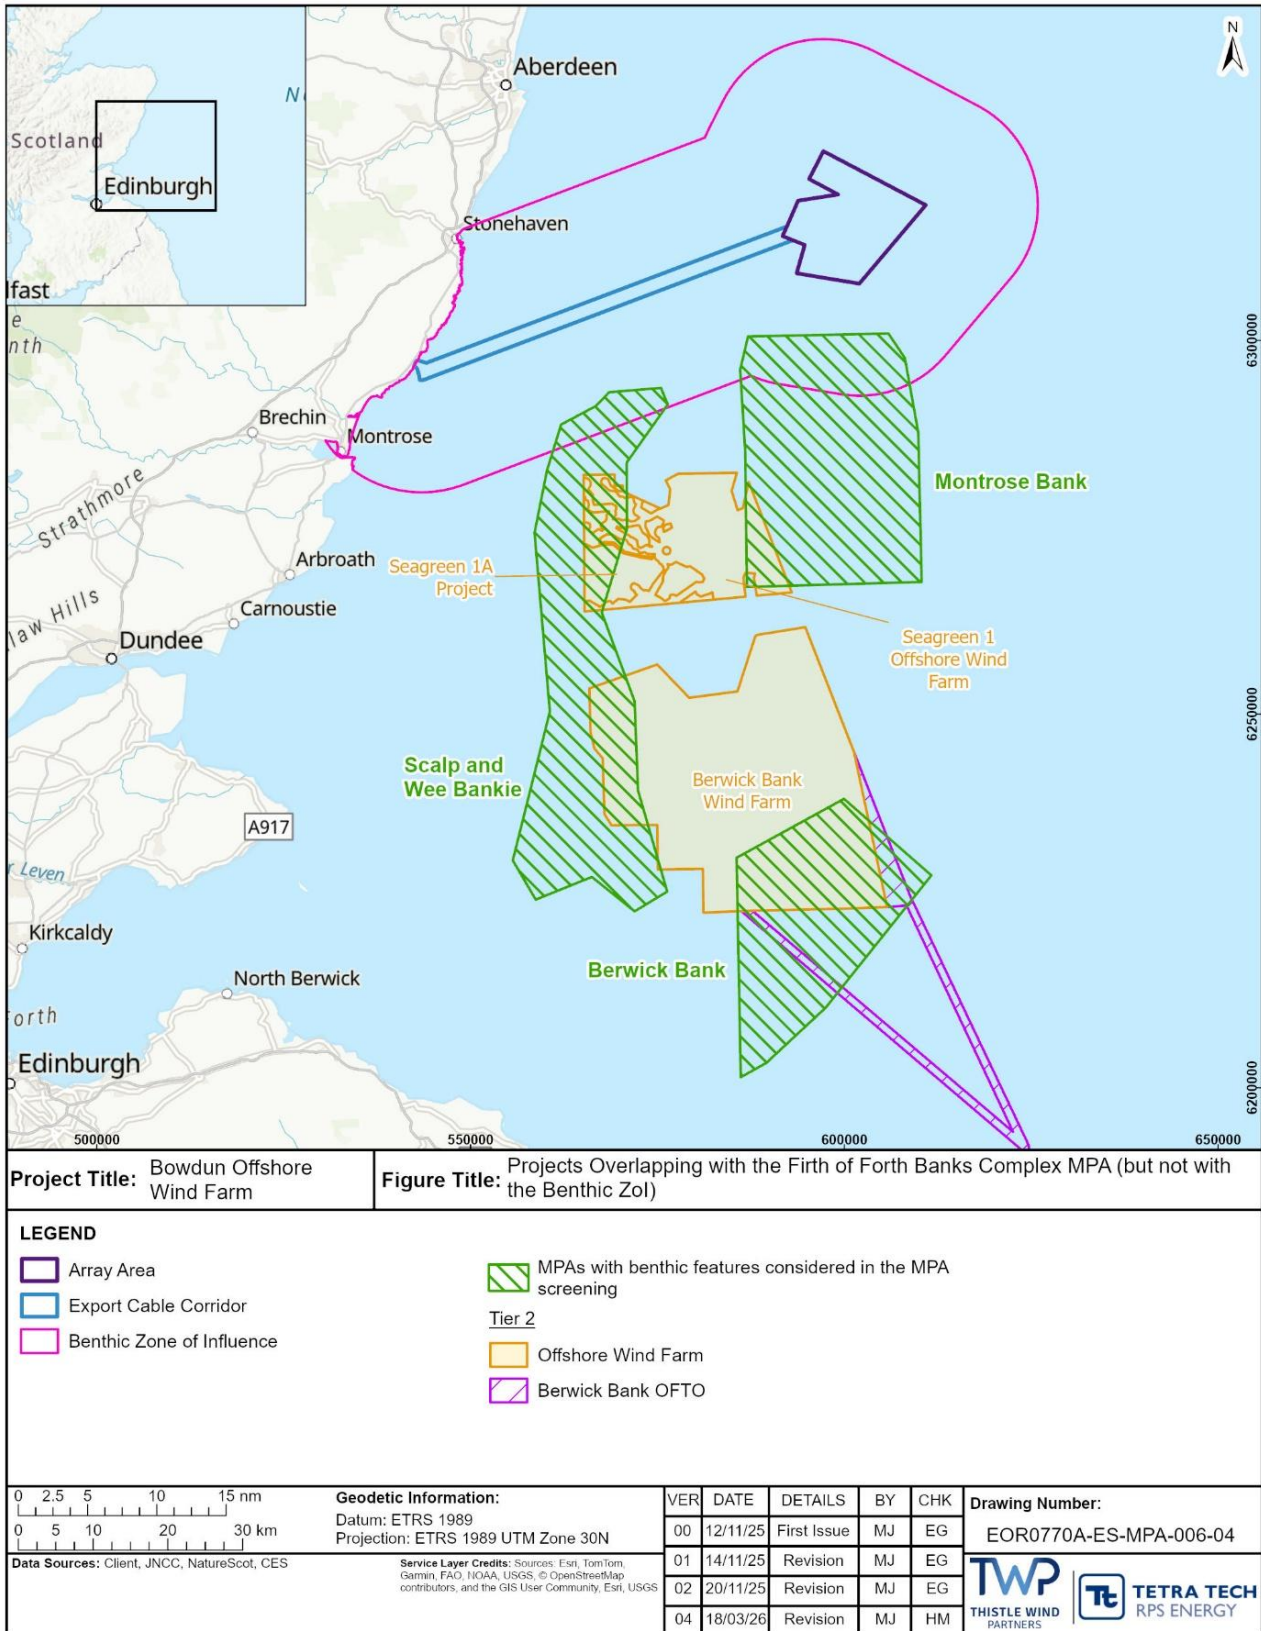 N
Aberdeen
N
Scotland
Edinburgh
lfast
e
nth
Stonehaven
6300000
Brechin
Montrose
Strathmore
Montrose Bank
Arbroath
Seagreen 1A
Project
Carnoustie
law Hills
Dundee
Seagreen 1
Offshore Wind
Farm
6250000
Scalp and
Wee Bankie
Berwick Bank
Wind Farm
A917
r Leven
Kirkcaldy
Berwick Bank
North Berwick
orth
Edinburgh
6200000
500000
550000
600000
650000
Project Title: Bowdun Offshore
Wind Farm
Figure Title: Projects Overlapping with the Firth of Forth Banks Complex MPA (but not with
the Benthic ZoI)
LEGEND
Array Area
Export Cable Corridor
Benthic Zone of Influence
MPAs with benthic features considered in the MPA
screening
Tier 2
Offshore Wind Farm
Berwick Bank OFTO
0 2.5 5 10 15 nm
0 5 10 20 30 km
Geodetic Information:
Datum: ETRS 1989
Projection: ETRS 1989 UTM Zone 30N
Data Sources: Client, JNCC, NatureScot, CES
Service Layer Credits: Sources: Esri, TomTom,
Garmin, FAO, NOAA, USGS, © OpenStreetMap
contributors, and the GIS User Community, Esri, USGS
VER DATE DETAILS BY CHK
00 12/11/25 First Issue MJ EG
01 14/11/25 Revision MJ EG
02 20/11/25 Revision MJ EG
04 18/03/26 Revision MJ HM
Drawing Number:
EOR0770A-ES-MPA-006-04
TWP
THISTLE WIND
PARTNERS
Tt
TETRA TECH
RPS ENERGY